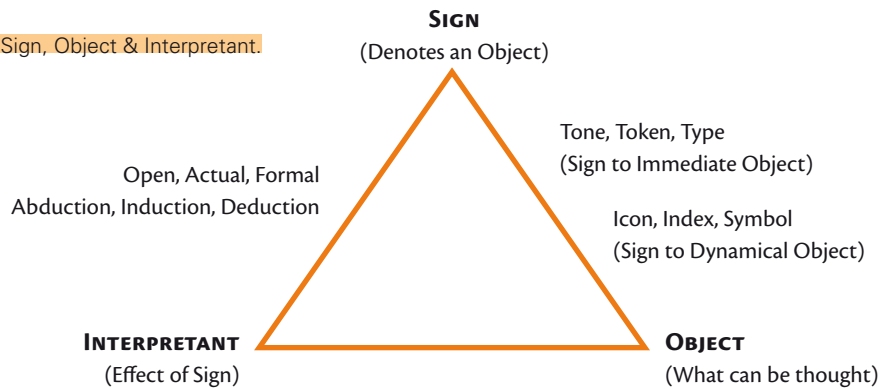 Sign, Object & Interpretant.
SIGN
(Denotes an Object)
Tone, Token, Type
(Sign to Immediate Object)
Open, Actual, Formal
Abduction, Induction, Deduction
Icon, Index, Symbol
(Sign to Dynamical Object)
INTERPRETANT
(Effect of Sign)
OBJECT
(What can be thought)